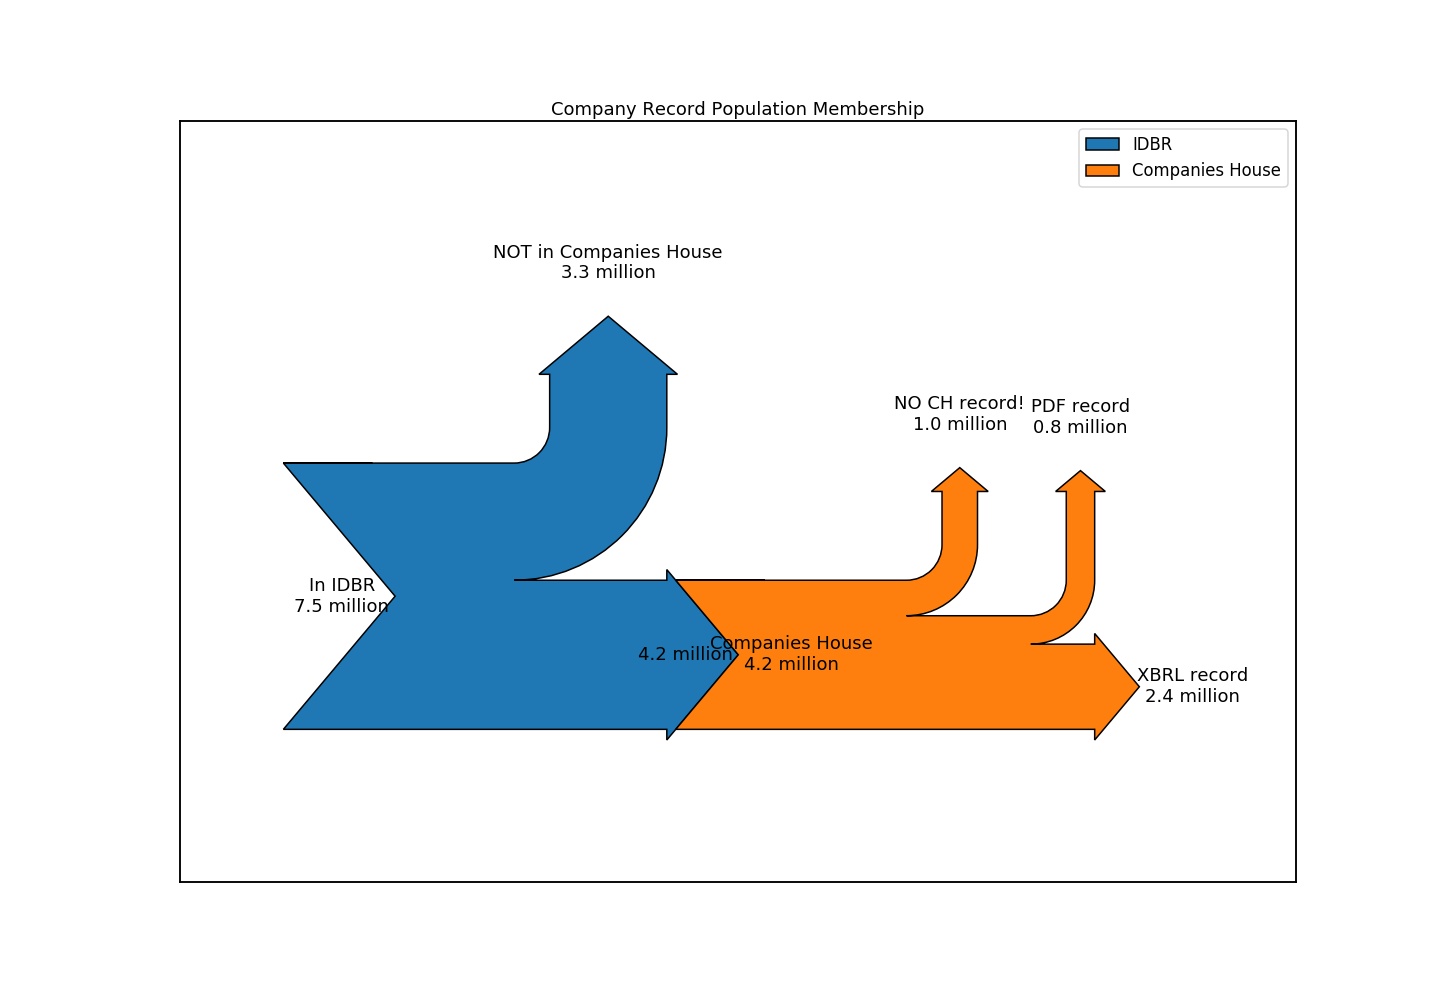 Company Record Population Membership
IDBR
Companies House
NOT in Companies House
3.3 million
NO CH record!
1.0 million
PDF record
0.8 million
In IDBR
7.5 million
4.2 million
Companies House
4.2 million
XBRL record
2.4 million